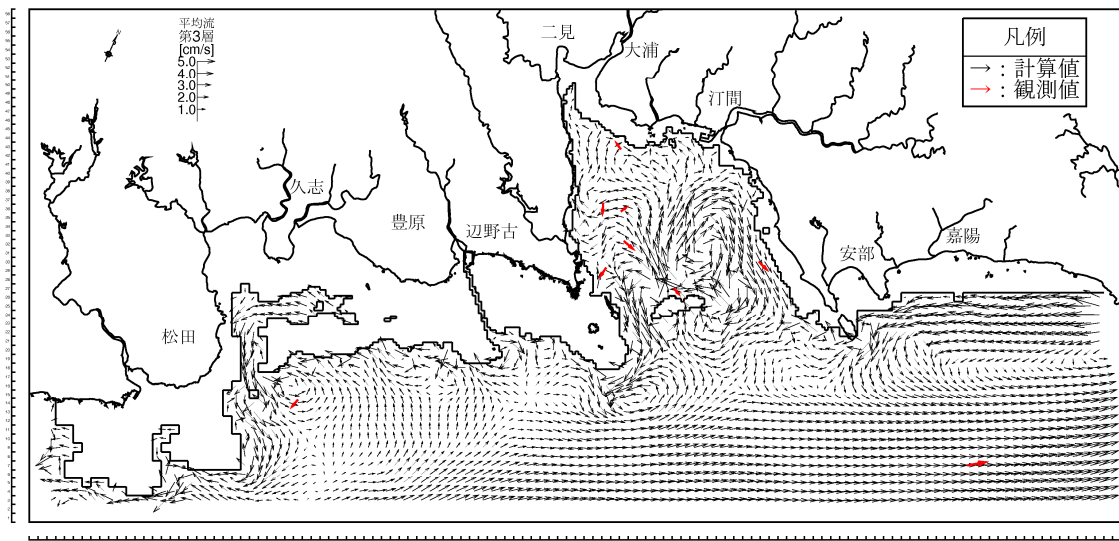 平均流
第3層
[cm/s]
5.0
4.0
3.0
2.0
1.0
二見
大浦
汀間
凡例
→ : 計算値
→ : 観測値
久志
豊原
辺野古
安部
嘉陽
松田